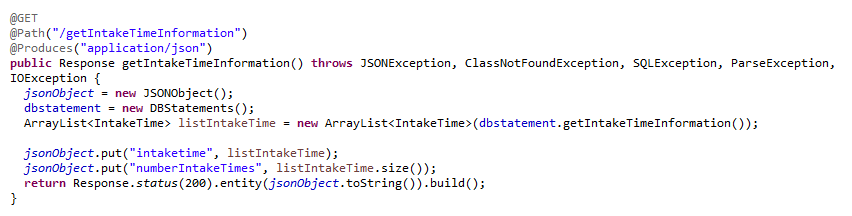 @GET
@Path("/getIntakeTimeInformation")
@Produces("application/json")
public Response getIntakeTimeInformation() throws JSONException, ClassNotFoundException, SQLException, ParseException,
IOException {
jsonObject = new JSONObject();
dbstatement = new DBStatements();
ArrayList<IntakeTime> listIntakeTime = new ArrayList<IntakeTime>(dbstatement.getIntakeTimeInformation());
jsonObject.put("intaketime", listIntakeTime);
jsonObject.put("numberIntakeTimes", listIntakeTime.size());
return Response.status(200).entity(jsonObject.toString()).build();
}